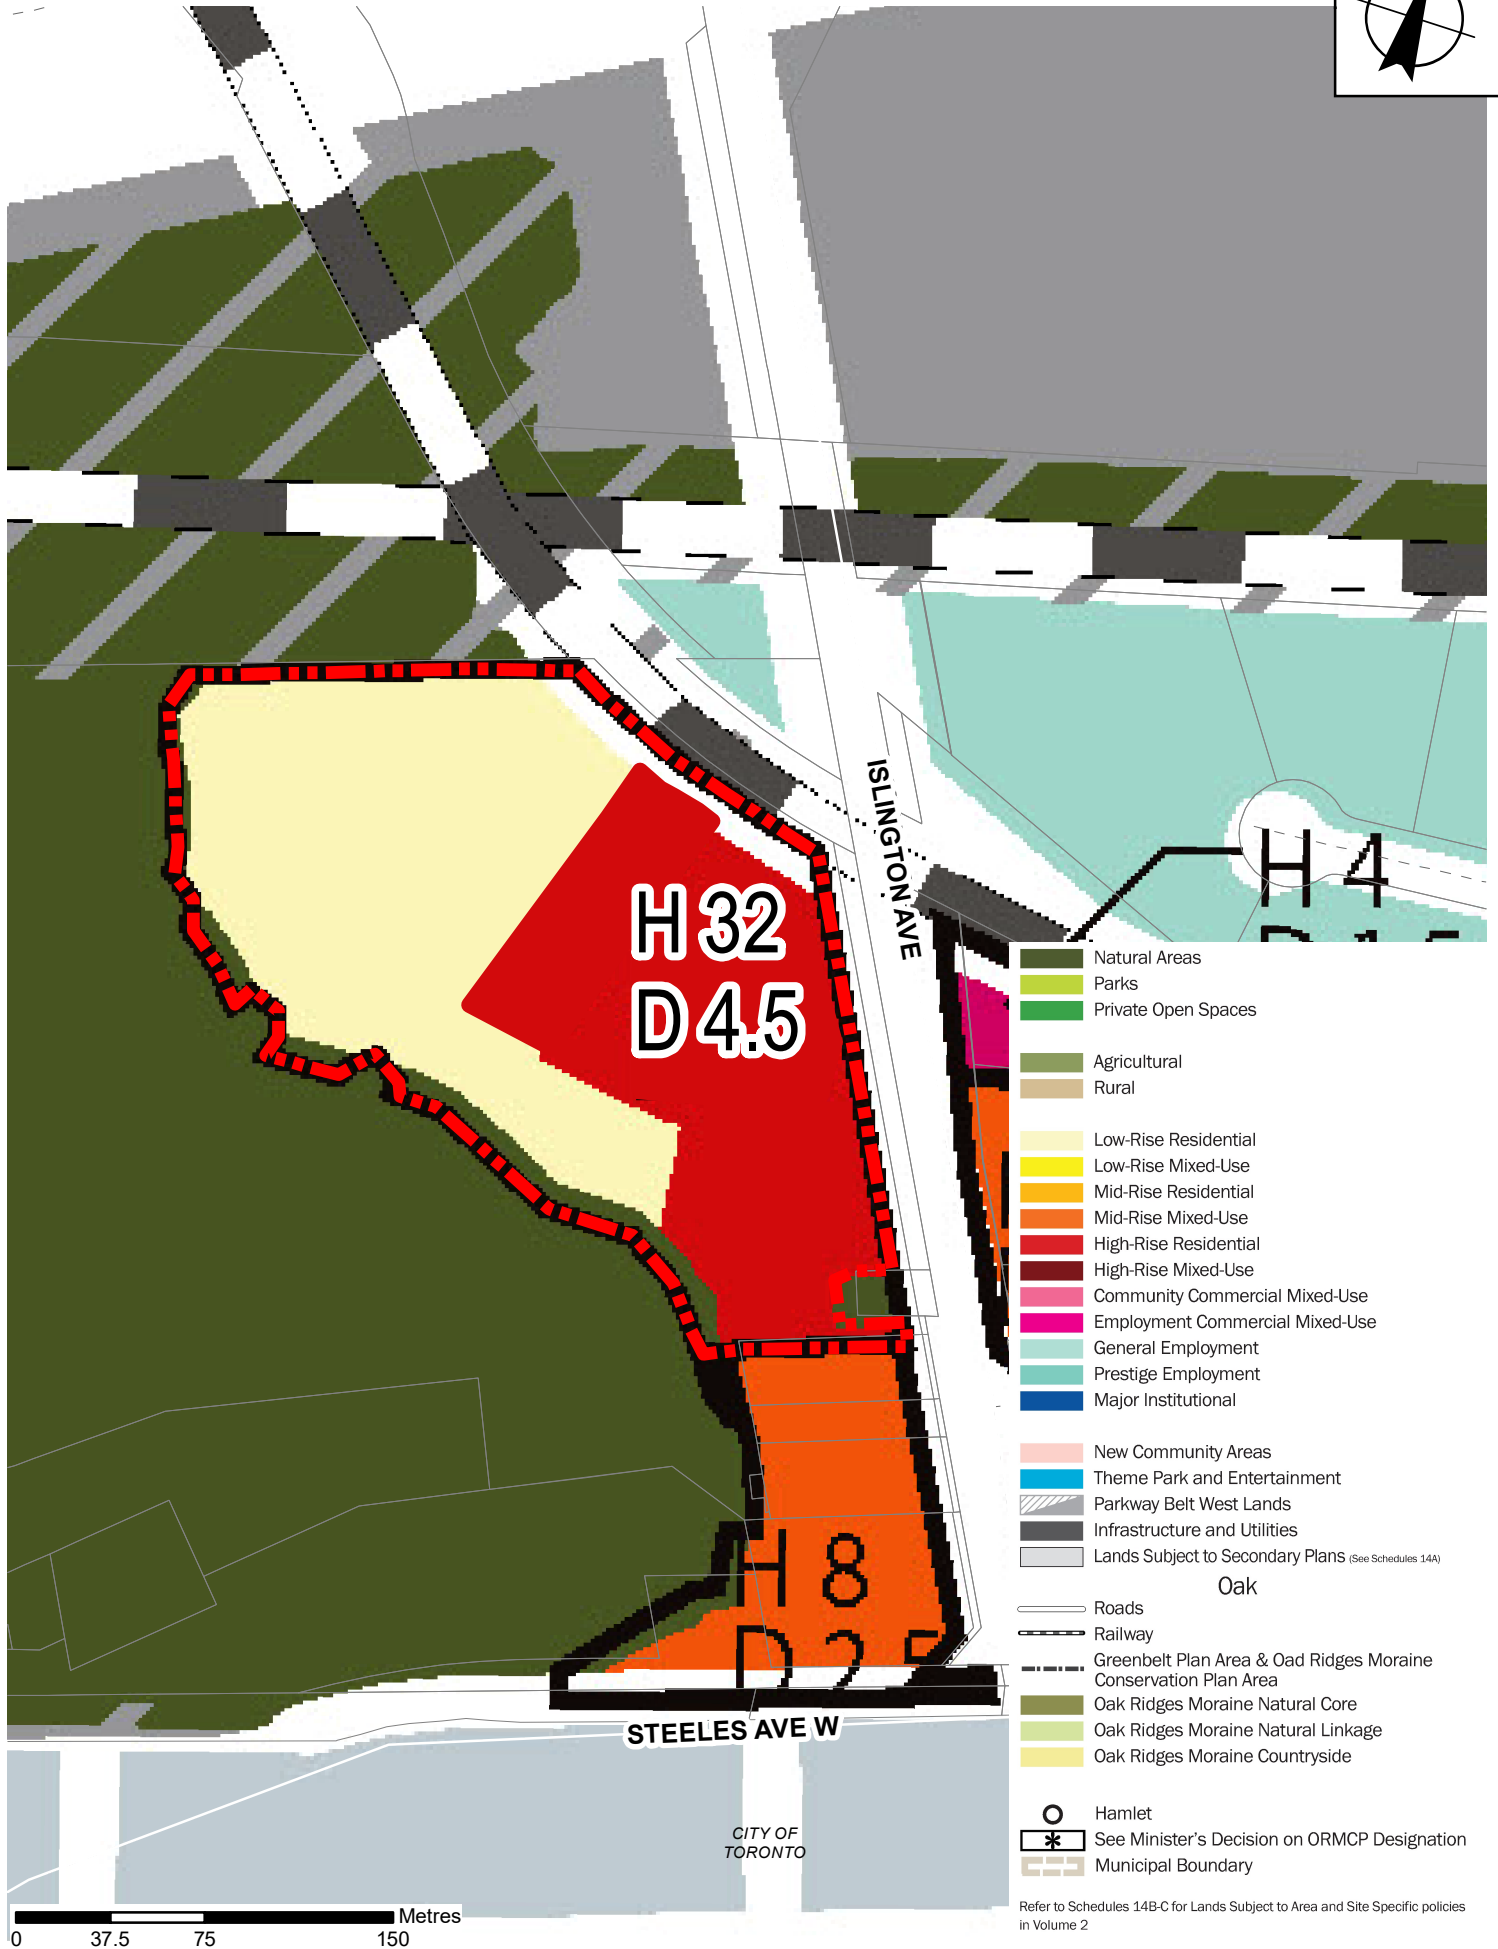 ISLINGTON AVE
H 4
H 32
D 4.5
Natural Areas
Parks
Private Open Spaces
Agricultural
Rural
Low-Rise Residential
Low-Rise Mixed-Use
Mid-Rise Residential
Mid-Rise Mixed-Use
High-Rise Residential
High-Rise Mixed-Use
Community Commercial Mixed-Use
Employment Commercial Mixed-Use
General Employment
Prestige Employment
Major Institutional
New Community Areas
Theme Park and Entertainment
Parkway Belt West Lands
Infrastructure and Utilities
Lands Subject to Secondary Plans (See Schedules 14A)
Oak
Roads
Railway
Greenbelt Plan Area & Oad Ridges Moraine
Conservation Plan Area
Oak Ridges Moraine Natural Core
Oak Ridges Moraine Natural Linkage
Oak Ridges Moraine Countryside
Hamlet
See Minister's Decision on ORMCP Designation
Municipal Boundary
Refer to Schedules 14B-C for Lands Subject to Area and Site Specific policies
in Volume 2
H 8
STEELES AVE W
CITY OF
TORONTO
Metres
0 37.5 75 150